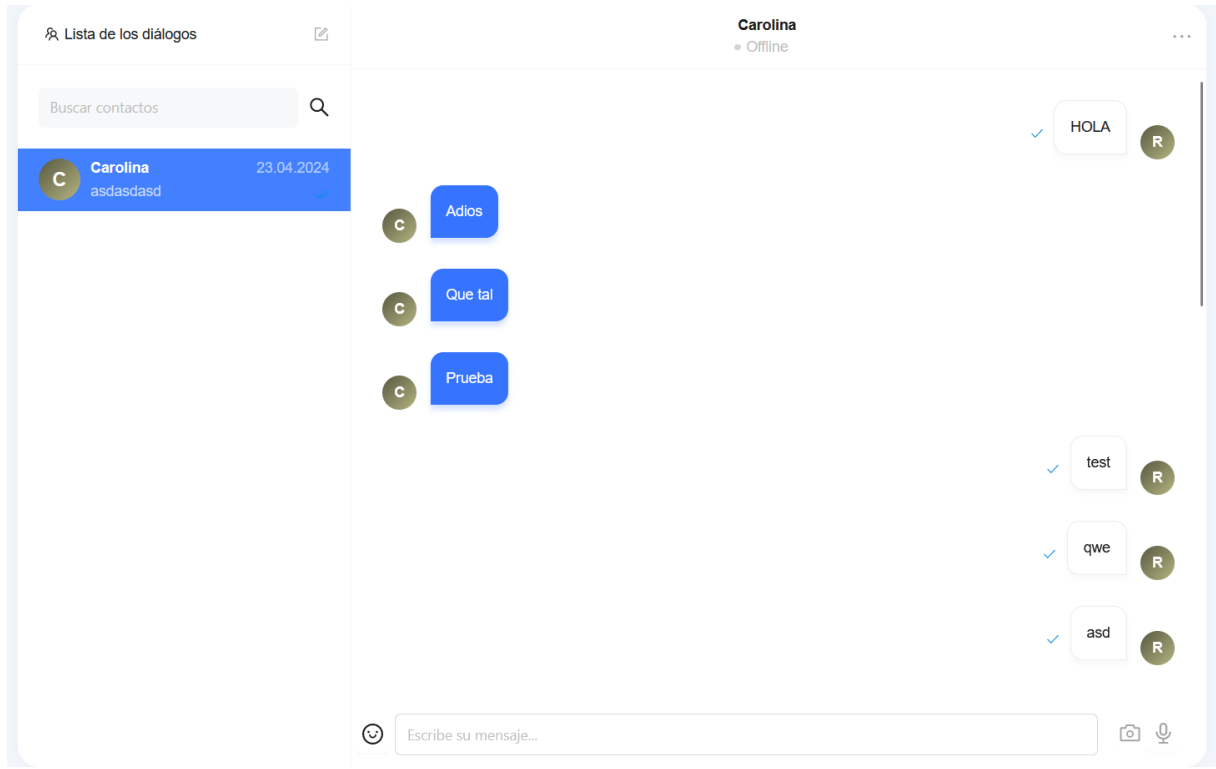 Lista de los diálogos
Buscar contactos
C
Carolina
23.04.2024
asdasdasd
Carolina
Offline
HOLA
R
Adios
C
Que tal
C
Prueba
C
test
R
qwe
R
asd
R
Escribe su mensaje...